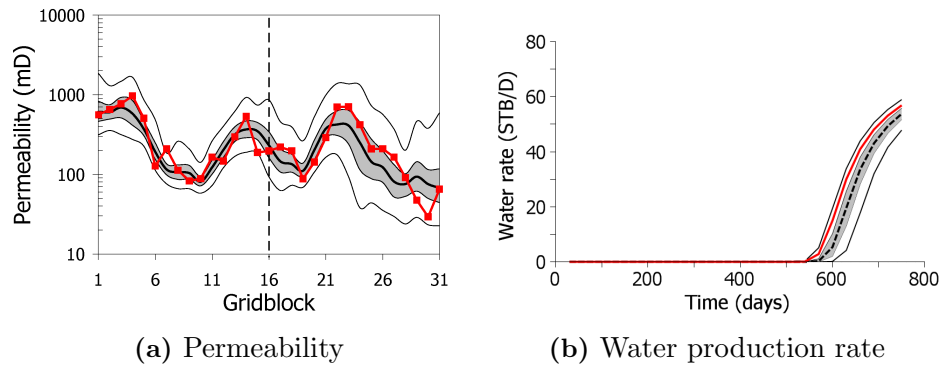 10000
1000
100
10
Permeability (mD)
1 6 11 16 21 26 31
Gridblock
(a) Permeability
80
60
40
20
0
Water rate (STB/D)
0 200 400 600 800
Time (days)
(b) Water production rate